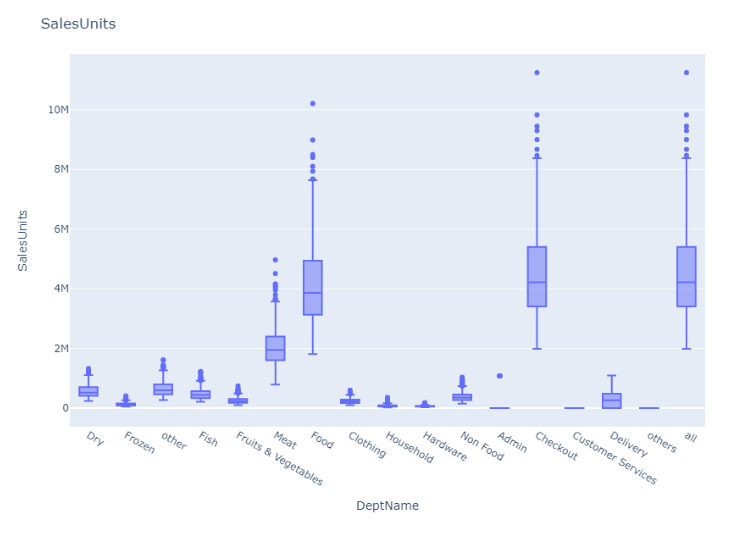 SalesUnits
10M
8M
6M
4M
2M
0
SalesUnits
Dry
Frozen
other
Fish
Fruits & Vegetables
Meat
Food
Clothing
Household
Hardware
Non Food
Admin
Checkout
Customer Services
Delivery
others
all
DeptName